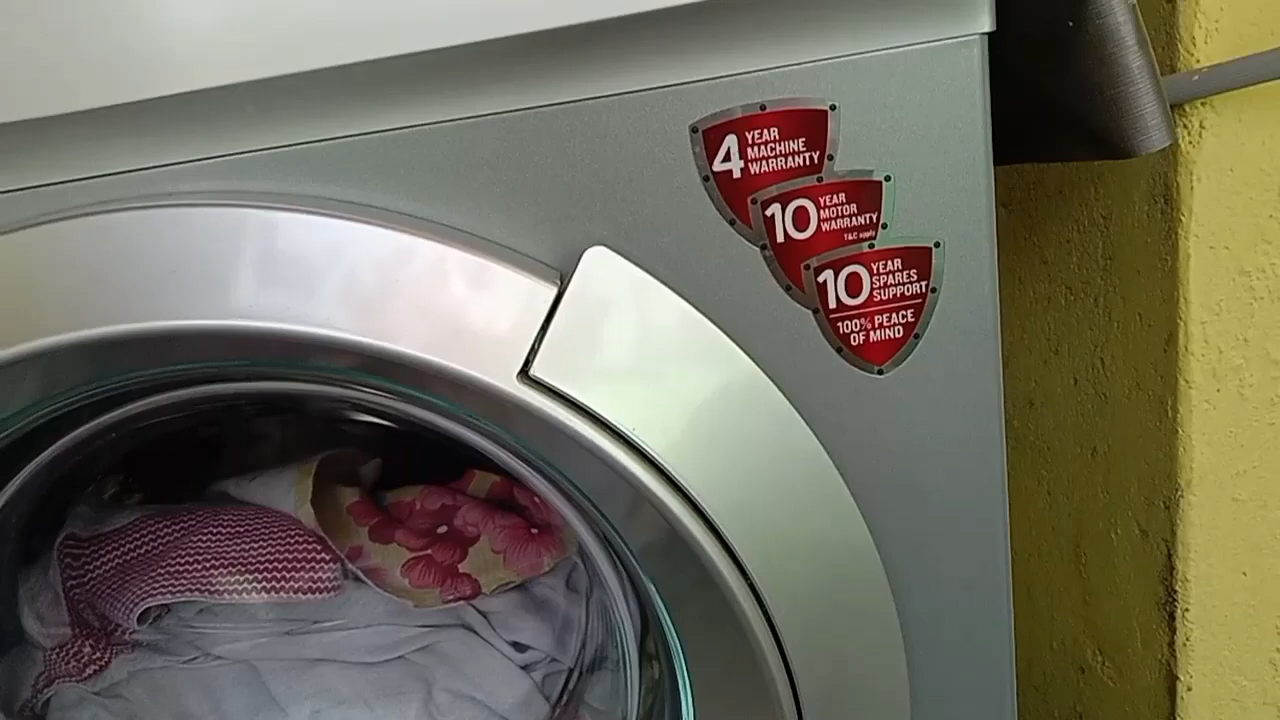 4 YEAR
MACHINE
WARRANTY
10 YEAR
MOTOR
WARRANTY
T&C apply
10 YEAR
SPARES
SUPPORT
100% PEACE
OF MIND